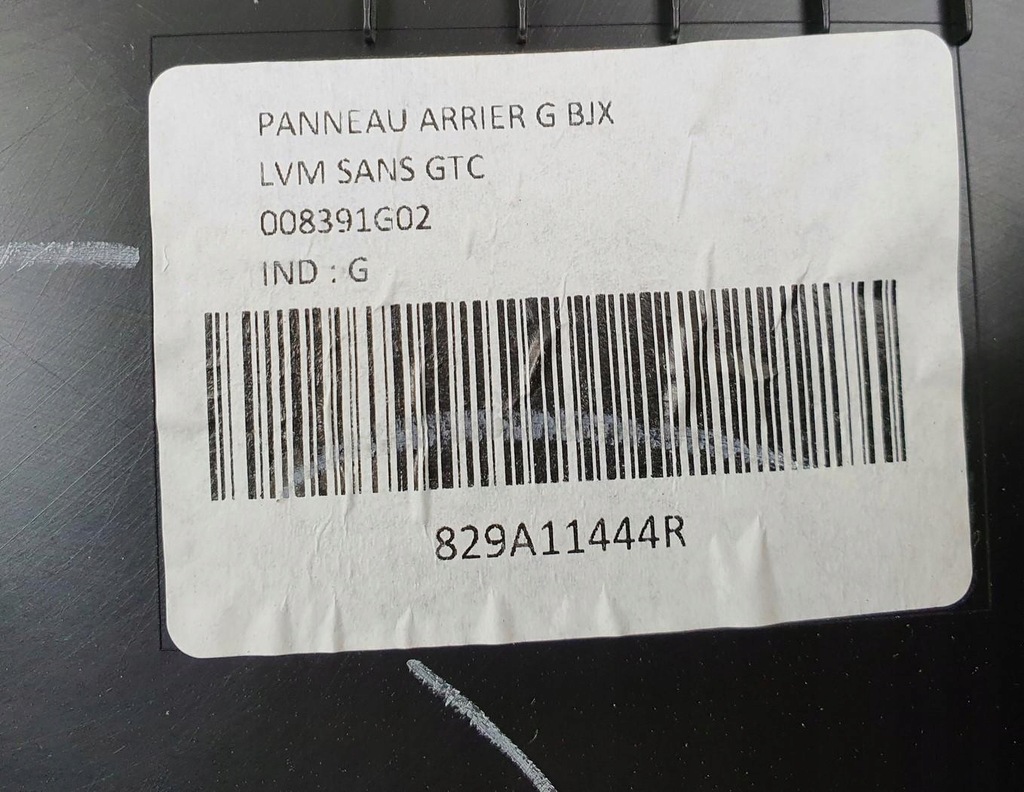 PANNEAU ARRIER G BJX
LVM SANS GTC
008391G02
IND : G
829A11444R